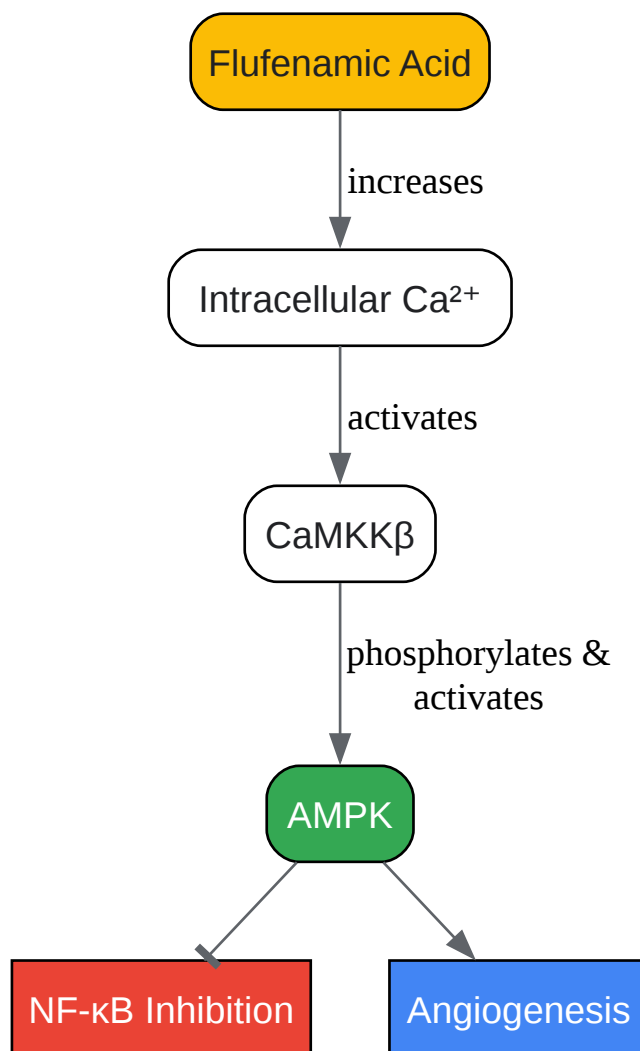 Flufenamic Acid
increases
Intracellular Ca²⁺
activates
CaMKKβ
phosphorylates &
activates
AMPK
NF-κB Inhibition
Angiogenesis